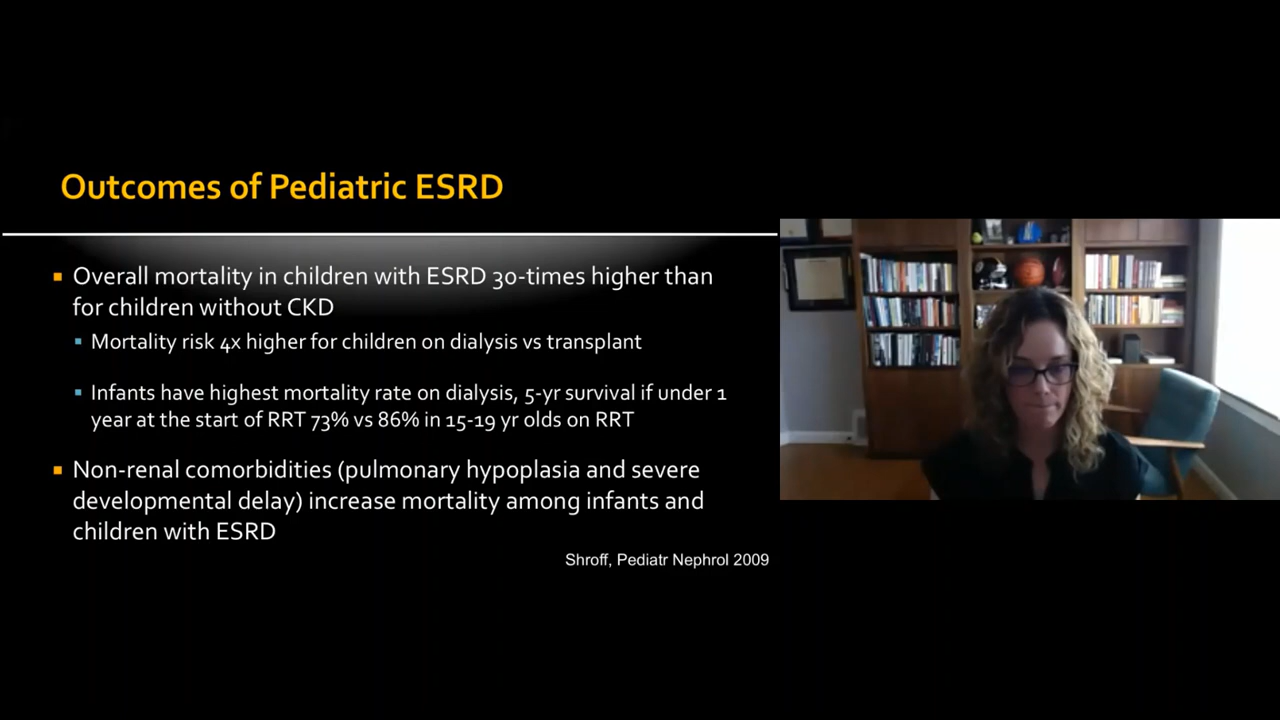 Outcomes of Pediatric ESRD
Overall mortality in children with ESRD 30-times higher than
for children without CKD
Mortality risk 4x higher for children on dialysis vs transplant
Infants have highest mortality rate on dialysis, 5-yr survival if under 1
year at the start of RRT 73% vs 86% in 15-19 yr olds on RRT
Non-renal comorbidities (pulmonary hypoplasia and severe
developmental delay) increase mortality among infants and
children with ESRD
Shroff, Pediatr Nephrol 2009